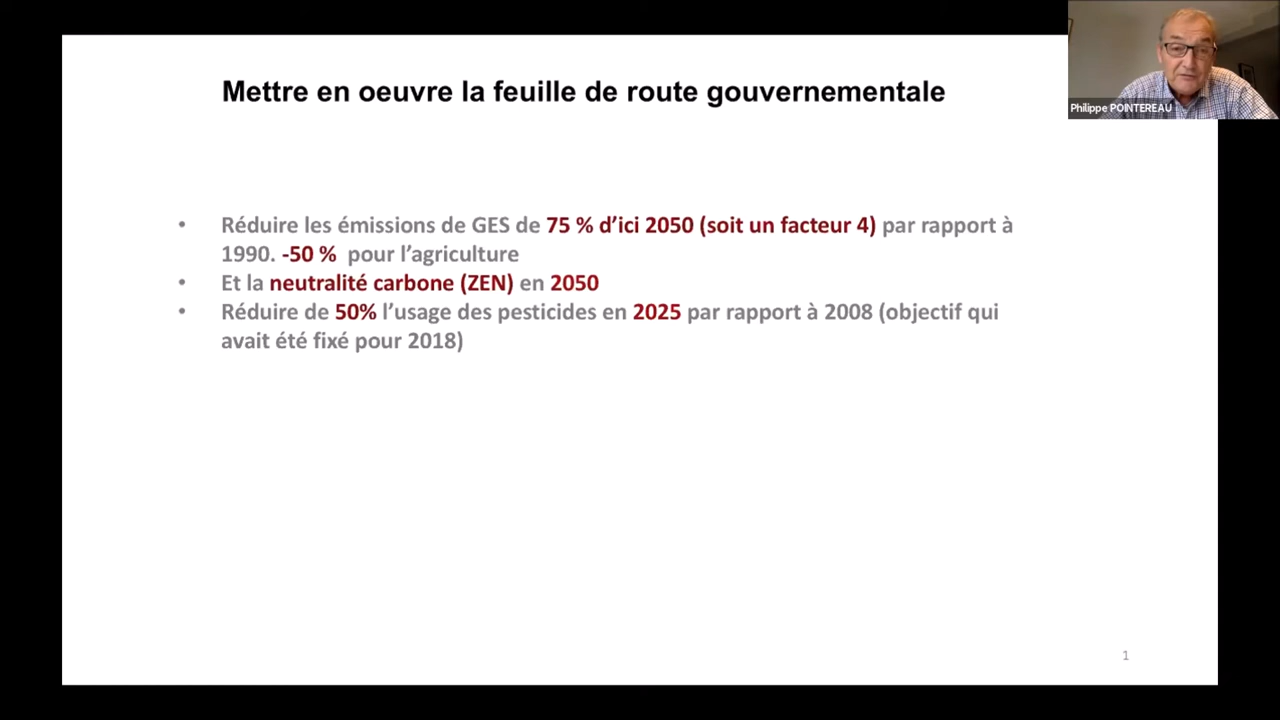 Mettre en oeuvre la feuille de route gouvernementale
Philippe POINTEREAU
• Réduire les émissions de GES de 75 % d’ici 2050 (soit un facteur 4) par rapport à
1990. -50 % pour l’agriculture
• Et la neutralité carbone (ZEN) en 2050
• Réduire de 50% l’usage des pesticides en 2025 par rapport à 2008 (objectif qui
avait été fixé pour 2018)
1